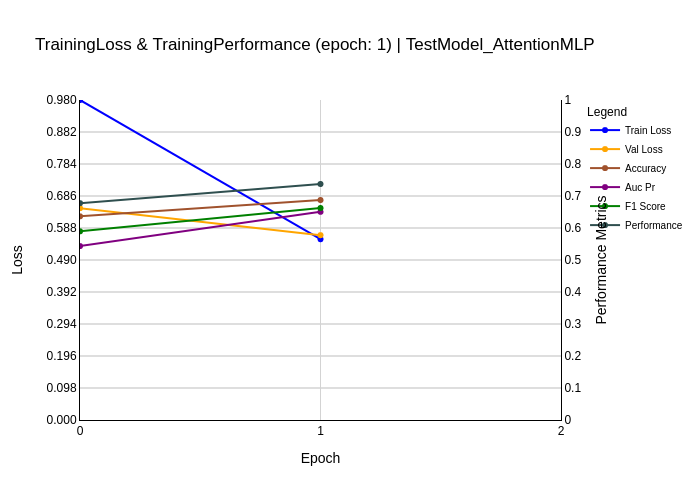 TrainingLoss & TrainingPerformance (epoch: 1) | TestModel_AttentionMLP
0.980
0.882
0.784
0.686
0.588
0.490
0.392
0.294
0.196
0.098
0.000
Loss
0
1
2
Epoch
1
0.9
0.8
0.7
0.6
0.5
0.4
0.3
0.2
0.1
0
Performance Metrics
Legend
Train Loss
Val Loss
Accuracy
Auc Pr
F1 Score
Performance